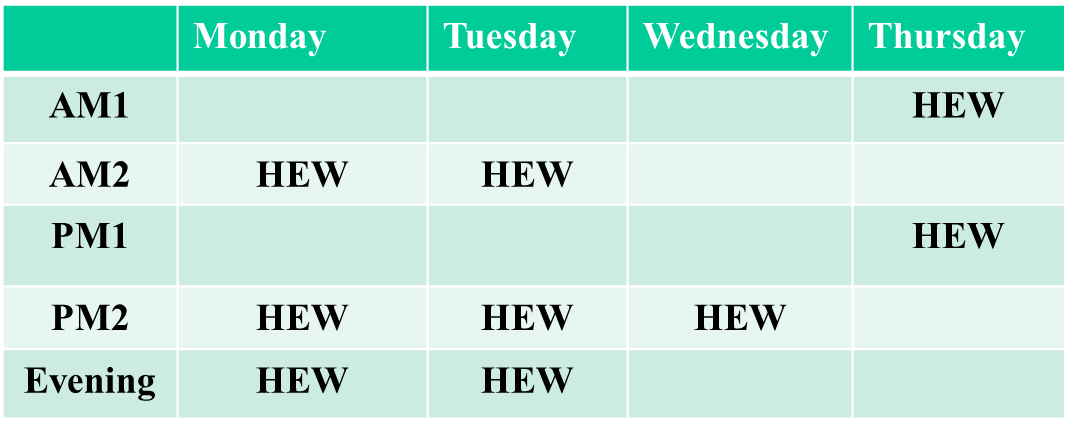 Monday Tuesday Wednesday Thursday
AM1 HEW
AM2 HEW HEW
PM1 HEW
PM2 HEW HEW HEW
Evening HEW HEW